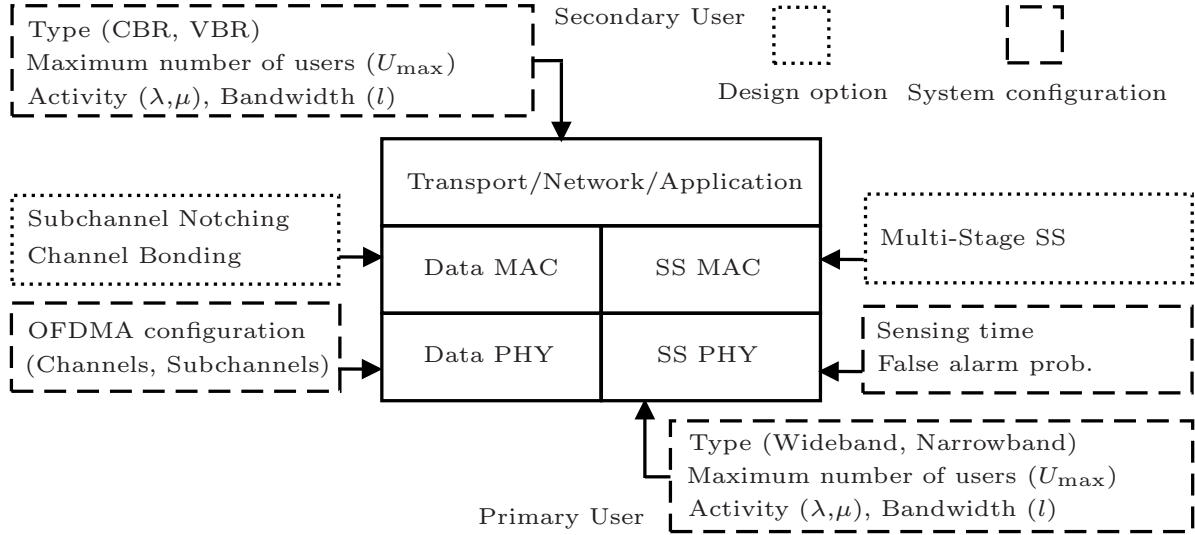 Type (CBR, VBR)
Maximum number of users (Umax)
Activity (λ,μ), Bandwidth (l)
Secondary User
Design option
System configuration
Transport/Network/Application
Subchannel Notching
Channel Bonding
Data MAC
SS MAC
Multi-Stage SS
OFDMA configuration
(Channels, Subchannels)
Data PHY
SS PHY
Sensing time
False alarm prob.
Type (Wideband, Narrowband)
Maximum number of users (Umax)
Activity (λ,μ), Bandwidth (l)
Primary User